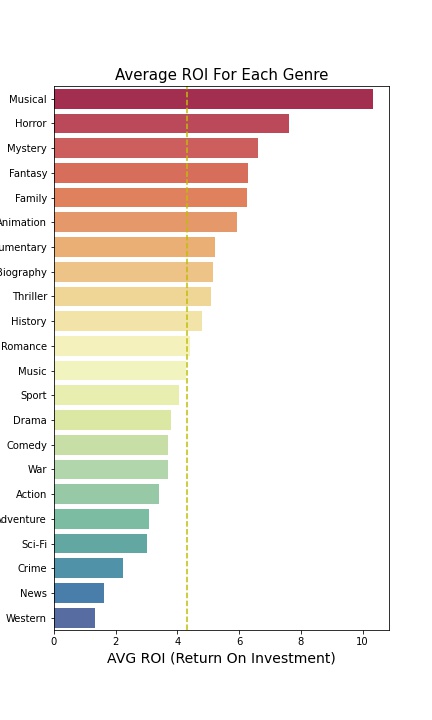 Average ROI For Each Genre
Musical
Horror
Mystery
Fantasy
Family
Animation
umentary
Biography
Thriller
History
Romance
Music
Sport
Drama
Comedy
War
Action
Adventure
Sci-Fi
Crime
News
Western
0 2 4 6 8 10
AVG ROI (Return On Investment)